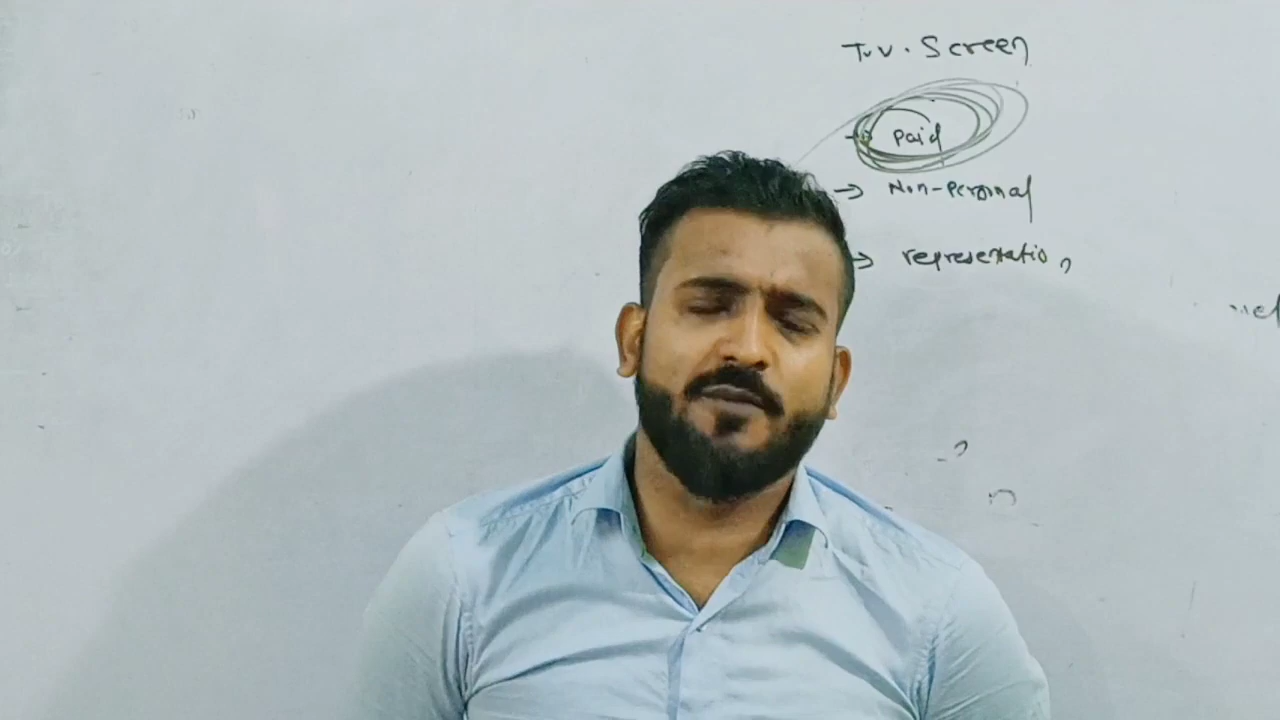 T.V. Screen
→ Paid
→ Non-personal
→ representation